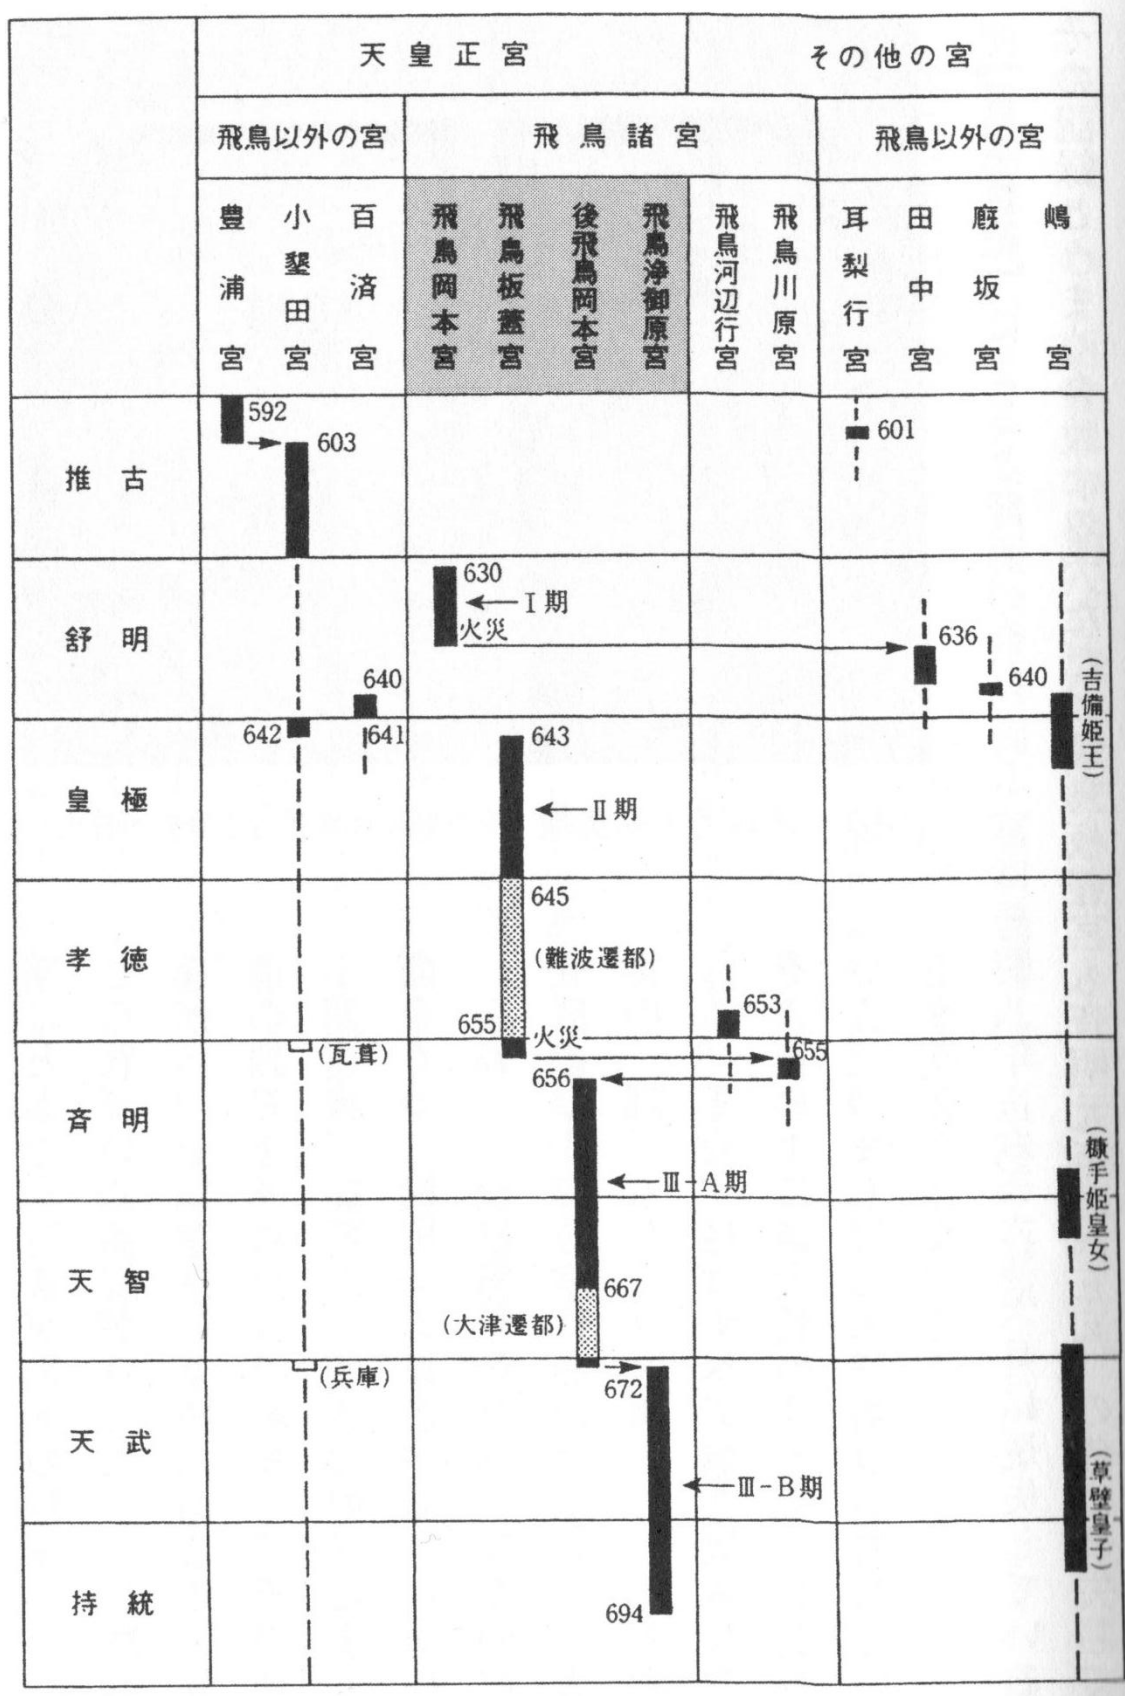 天皇正宮
その他の宮
飛鳥以外の宮
飛鳥諸宮
飛鳥以外の宮
豊浦宮
小墾田宮
百済宮
飛鳥岡本宮
飛鳥板蓋宮
後飛鳥岡本宮
飛鳥浄御原宮
飛鳥河辺行宮
飛鳥川原宮
耳梨行宮
田中宮
厩坂宮
嶋宮
推古
592
603
601
舒明
630
Ⅰ期
火災
636
640
640
(吉備姫王)
皇極
642
641
643
Ⅱ期
孝徳
645
(難波遷都)
653
655
火災
655
斉明
(瓦葺)
656
Ⅲ-A期
(糠手姫皇女)
天智
667
(大津遷都)
天武
(兵庫)
672
Ⅲ-B期
(草壁皇子)
持統
694